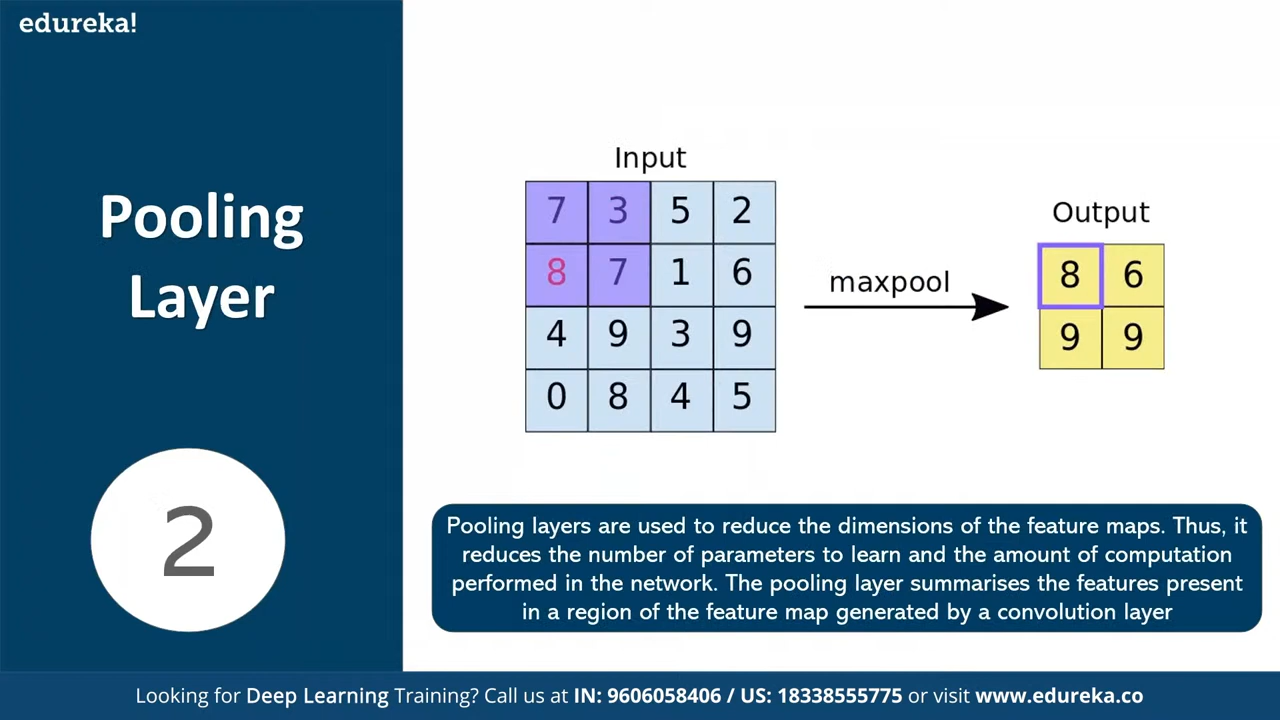 edureka!
Pooling
Layer
2
Input
7 3 5 2
8 7 1 6
4 9 3 9
0 8 4 5
maxpool
Output
8 6
9 9
Pooling layers are used to reduce the dimensions of the feature maps. Thus, it
reduces the number of parameters to learn and the amount of computation
performed in the network. The pooling layer summarises the features present
in a region of the feature map generated by a convolution layer
Looking for Deep Learning Training? Call us at IN: 9606058406 / US: 18338555775 or visit www.edureka.co